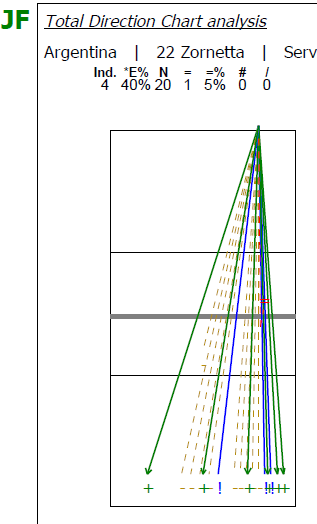 JF
Total Direction Chart analysis
Argentina | 22 Zornetta | Serv
Ind. *E% N = =% # /
4 40% 20 1 5% 0 0
=
-
+ - - - + - ! - - + - - - ! + ! + +